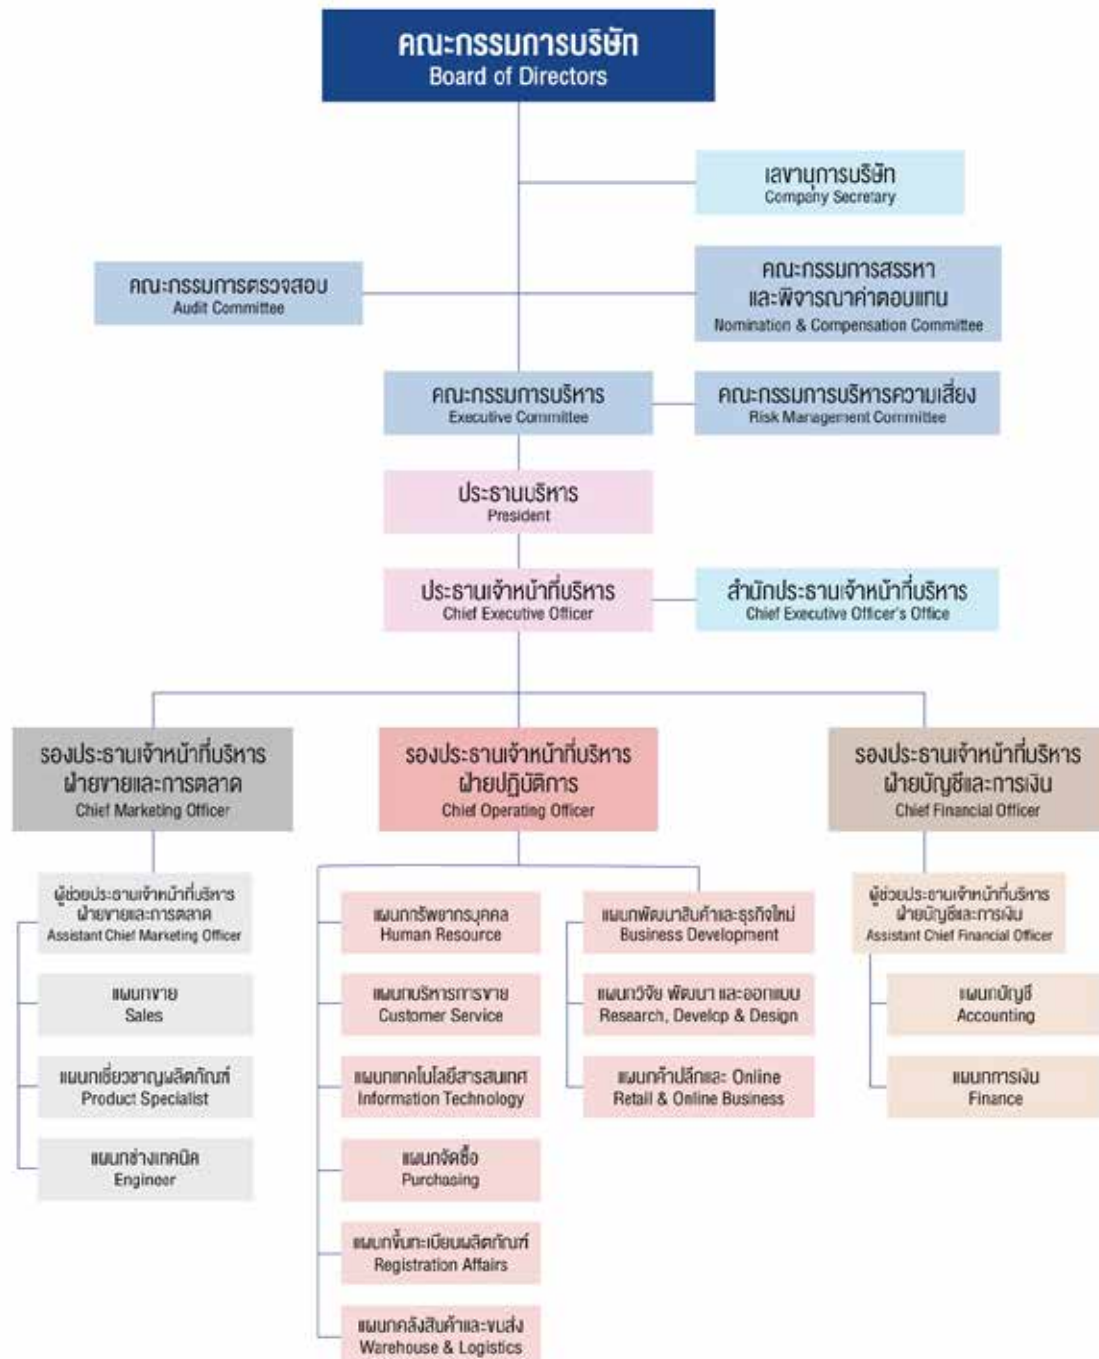 คณะกรรมการบริษัท
Board of Directors
เลขานุการบริษัท
Company Secretary
คณะกรรมการตรวจสอบ
Audit Committee
คณะกรรมการสรรหา
และพิจารณาค่าตอบแทน
Nomination & Compensation Committee
คณะกรรมการบริหาร
Executive Committee
คณะกรรมการบริหารความเสี่ยง
Risk Management Committee
ประธานบริหาร
President
ประธานเจ้าหน้าที่บริหาร
Chief Executive Officer
สำนักประธานเจ้าหน้าที่บริหาร
Chief Executive Officer's Office
รองประธานเจ้าหน้าที่บริหาร
ฝ่ายขายและการตลาด
Chief Marketing Officer
รองประธานเจ้าหน้าที่บริหาร
ฝ่ายปฏิบัติการ
Chief Operating Officer
รองประธานเจ้าหน้าที่บริหาร
ฝ่ายบัญชีและการเงิน
Chief Financial Officer
ผู้ช่วยประธานเจ้าหน้าที่บริหาร
ฝ่ายขายและการตลาด
Assistant Chief Marketing Officer
แผนกขาย
Sales
แผนกเชี่ยวชาญผลิตภัณฑ์
Product Specialist
แผนกช่างเทคนิค
Engineer
แผนกทรัพยากรบุคคล
Human Resource
แผนกบริหารการขาย
Customer Service
แผนกเทคโนโลยีสารสนเทศ
Information Technology
แผนกจัดซื้อ
Purchasing
แผนกขึ้นทะเบียนผลิตภัณฑ์
Registration Affairs
แผนกคลังสินค้าและขนส่ง
Warehouse & Logistics
แผนกพัฒนาสินค้าและธุรกิจใหม่
Business Development
แผนกวิจัย พัฒนา และออกแบบ
Research, Develop & Design
แผนกค้าปลีกและ Online
Retail & Online Business
ผู้ช่วยประธานเจ้าหน้าที่บริหาร
ฝ่ายบัญชีและการเงิน
Assistant Chief Financial Officer
แผนกบัญชี
Accounting
แผนกการเงิน
Finance